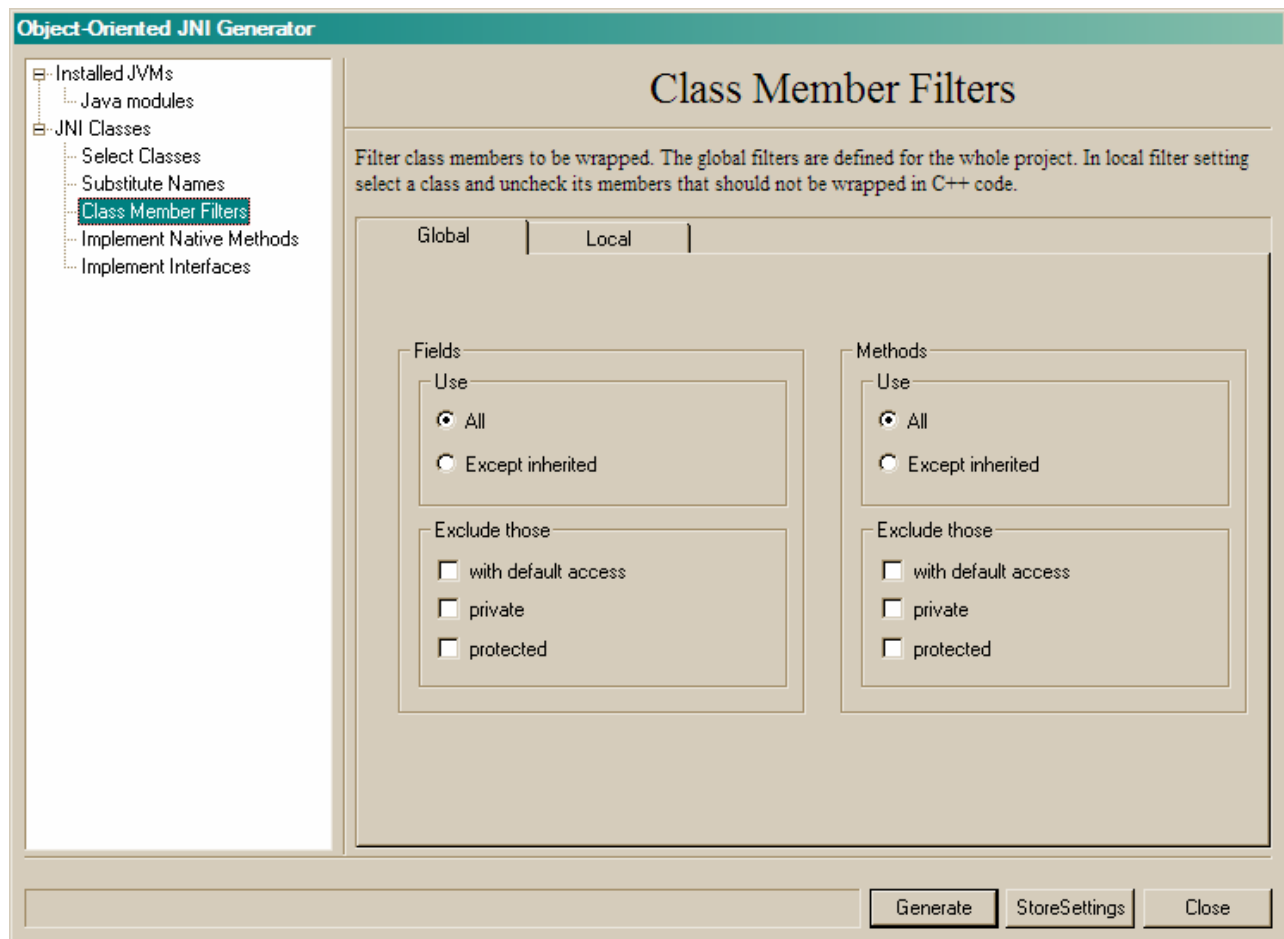 Object-Oriented JNI Generator
Installed JVMs
Java modules
JNI Classes
Select Classes
Substitute Names
Class Member Filters
Implement Native Methods
Implement Interfaces
Class Member Filters
Filter class members to be wrapped. The global filters are defined for the whole project. In local filter setting
select a class and uncheck its members that should not be wrapped in C++ code.
Global
Local
Fields
Use
All
Except inherited
Exclude those
with default access
private
protected
Methods
Use
All
Except inherited
Exclude those
with default access
private
protected
Generate
StoreSettings
Close